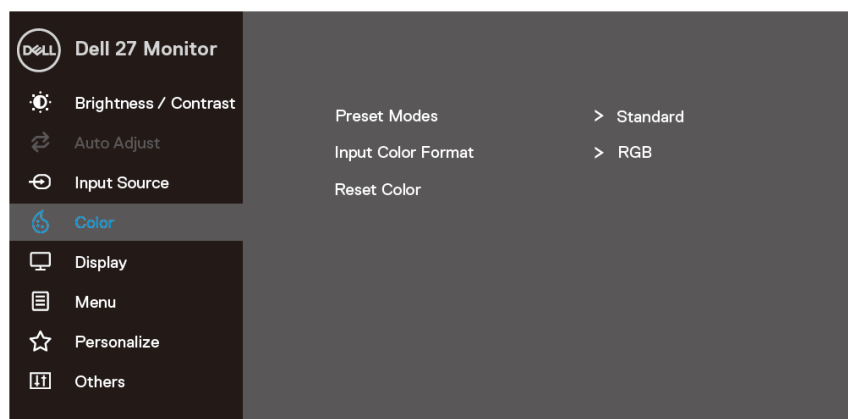 DELL Dell 27 Monitor
Brightness / Contrast
Auto Adjust
Input Source
Color
Display
Menu
Personalize
Others
Preset Modes > Standard
Input Color Format > RGB
Reset Color